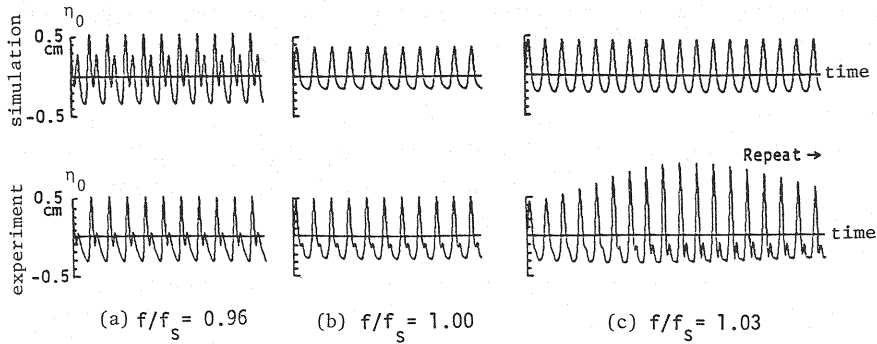 η0
simulation
0.5
cm
-0.5
time
Repeat →
η0
experiment
0.5
cm
-0.5
time
(a) f/fs = 0.96
(b) f/fs = 1.00
(c) f/fs = 1.03